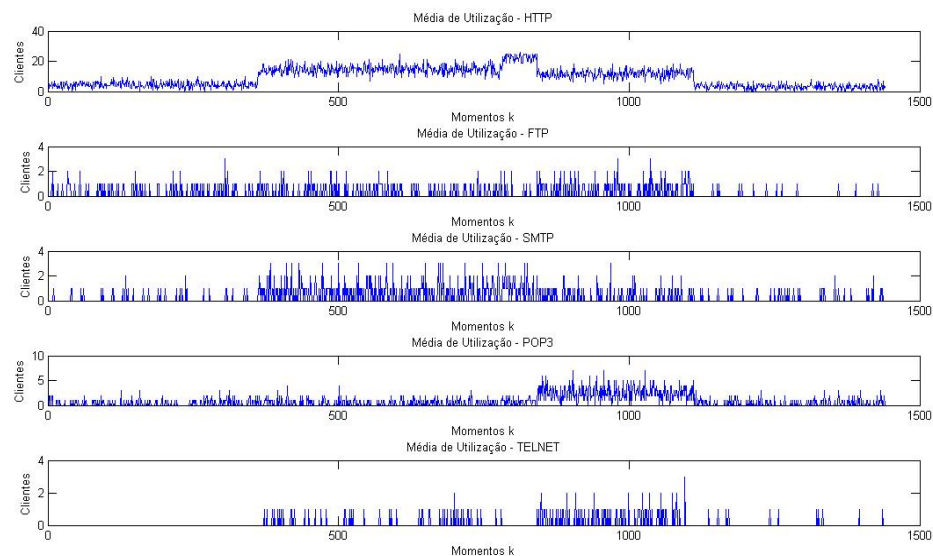 Média de Utilização - HTTP
40
20
0
Clientes
0 500 1000 1500
Momentos k
Média de Utilização - FTP
4
2
0
Clientes
0 500 1000 1500
Momentos k
Média de Utilização - SMTP
4
2
0
Clientes
0 500 1000 1500
Momentos k
Média de Utilização - POP3
10
5
0
Clientes
0 500 1000 1500
Momentos k
Média de Utilização - TELNET
4
2
0
Clientes
0 500 1000 1500
Momentos k